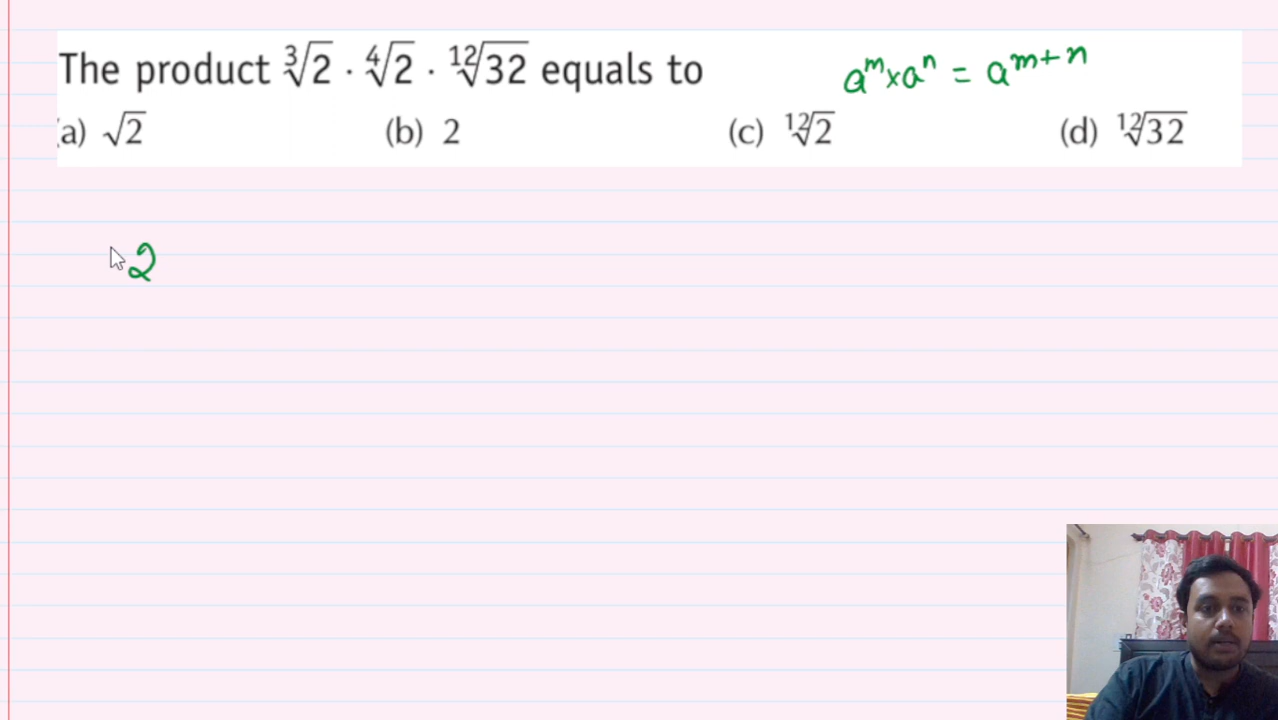 The product ∛2 · ∜2 · ¹²√32 equals to
aᵐ×aⁿ = aᵐ⁺ⁿ
(a) √2 (b) 2 (c) ¹²√2 (d) ¹²√32
2